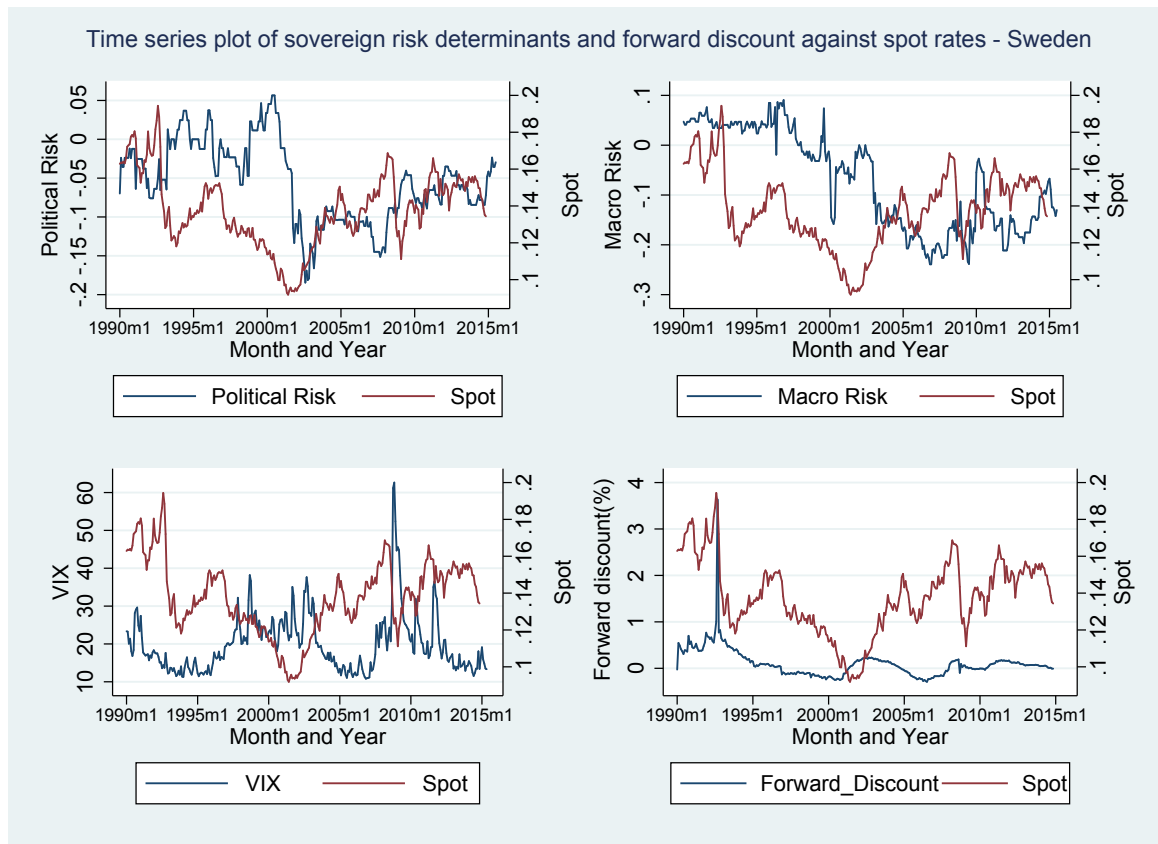 Time series plot of sovereign risk determinants and forward discount against spot rates - Sweden
Political Risk
-.2 -.15 -.1 -.05 0 .05
.1 .12 .14 .16 .18 .2
Spot
1990m1 1995m1 2000m1 2005m1 2010m1 2015m1
Month and Year
Political Risk Spot
Macro Risk
-.3 -.2 -.1 0 .1
.1 .12 .14 .16 .18 .2
Spot
1990m1 1995m1 2000m1 2005m1 2010m1 2015m1
Month and Year
Macro Risk Spot
VIX
10 20 30 40 50 60
.1 .12 .14 .16 .18 .2
Spot
1990m1 1995m1 2000m1 2005m1 2010m1 2015m1
Month and Year
VIX Spot
Forward discount(%)
0 1 2 3 4
.1 .12 .14 .16 .18 .2
Spot
1990m1 1995m1 2000m1 2005m1 2010m1 2015m1
Month and Year
Forward_Discount Spot